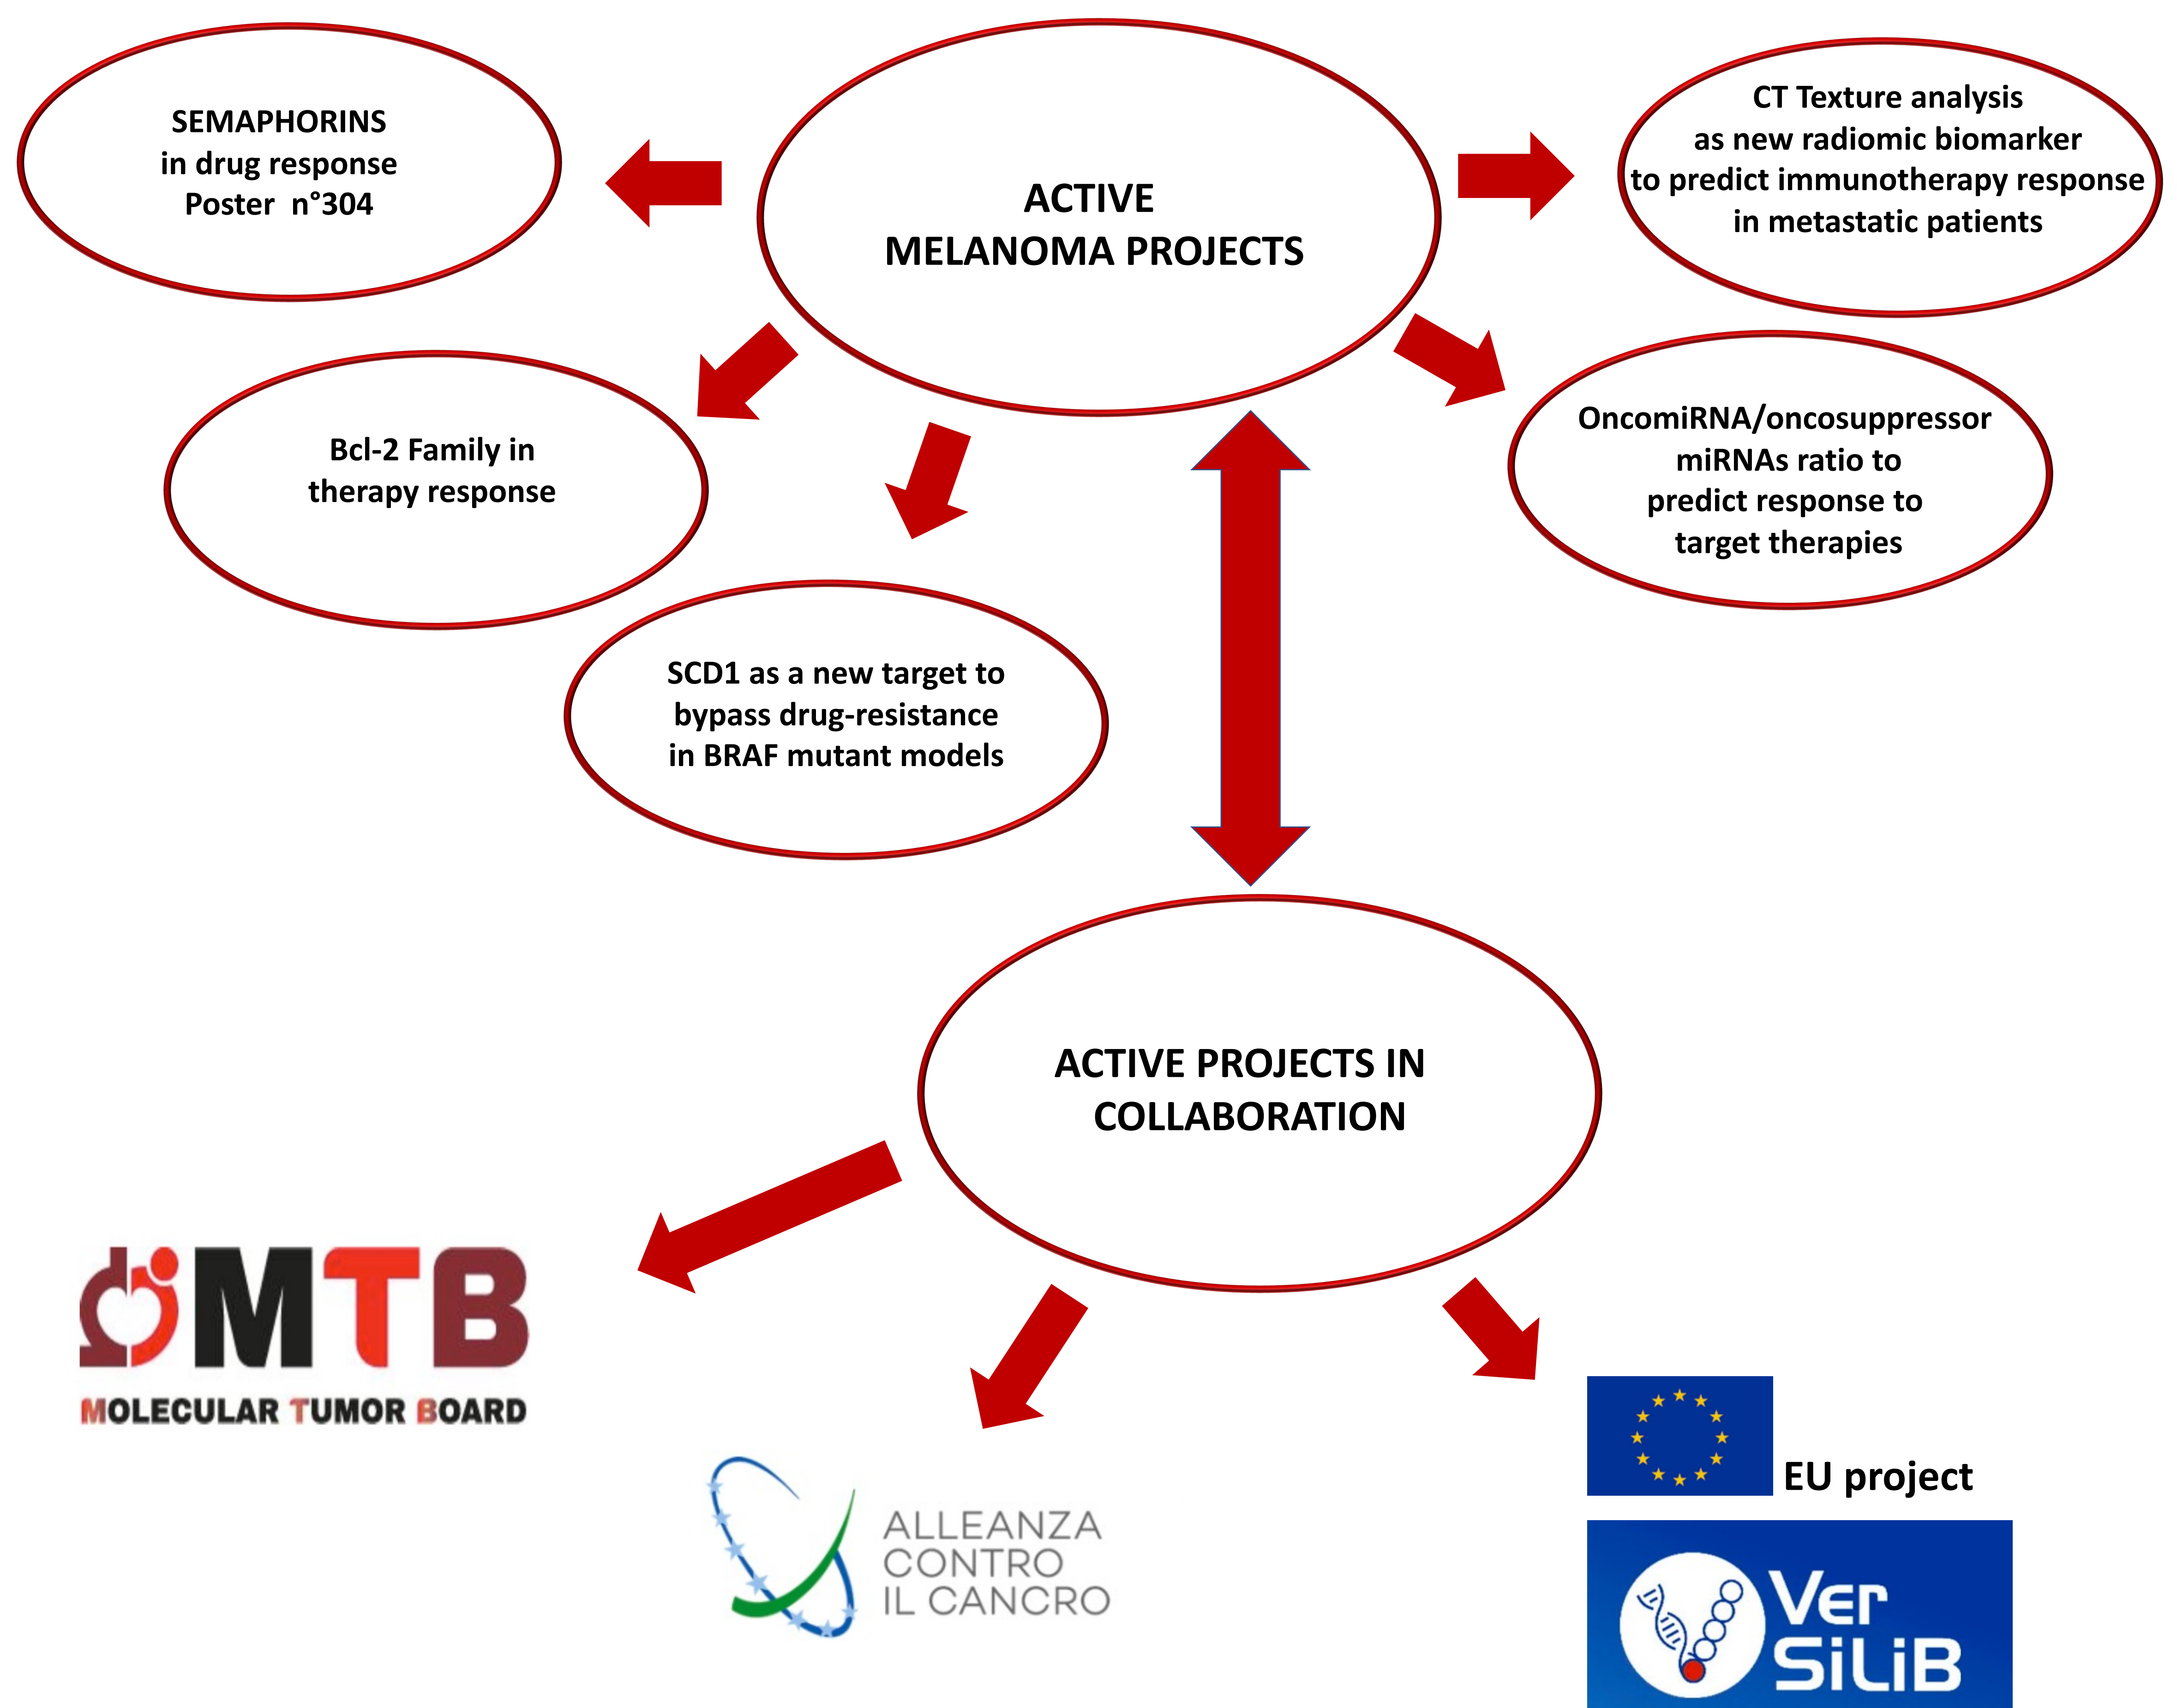 SEMAPHORINS
in drug response
Poster n°304
ACTIVE
MELANOMA PROJECTS
CT Texture analysis
as new radiomic biomarker
to predict immunotherapy response
in metastatic patients
Bcl-2 Family in
therapy response
OncomiRNA/oncosuppressor
miRNAs ratio to
predict response to
target therapies
SCD1 as a new target to
bypass drug-resistance
in BRAF mutant models
ACTIVE PROJECTS IN
COLLABORATION
MTB
MOLECULAR TUMOR BOARD
ALLEANZA
CONTRO
IL CANCRO
EU project
Ver
SiLiB